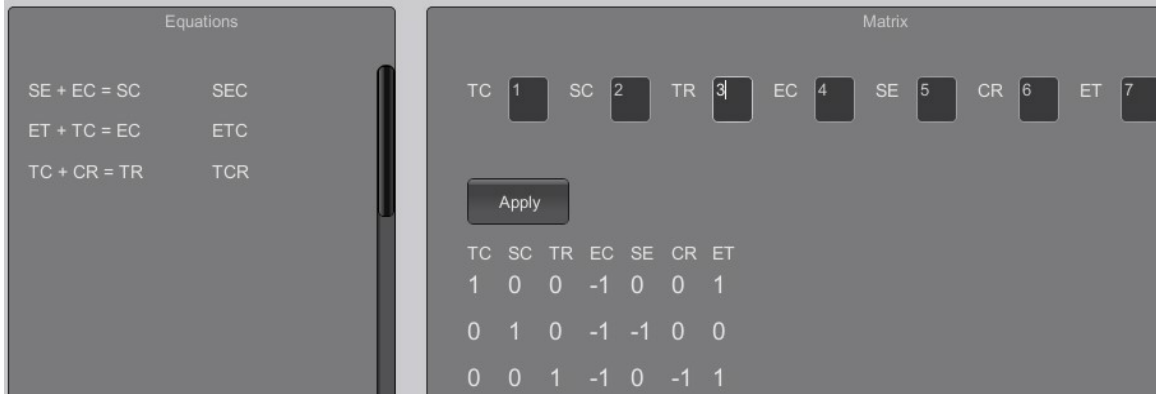 Equations
SE + EC = SC SEC
ET + TC = EC ETC
TC + CR = TR TCR
Matrix
TC 1 SC 2 TR 3 EC 4 SE 5 CR 6 ET 7
Apply
TC SC TR EC SE CR ET
1 0 0 -1 0 0 1
0 1 0 -1 -1 0 0
0 0 1 -1 0 -1 1